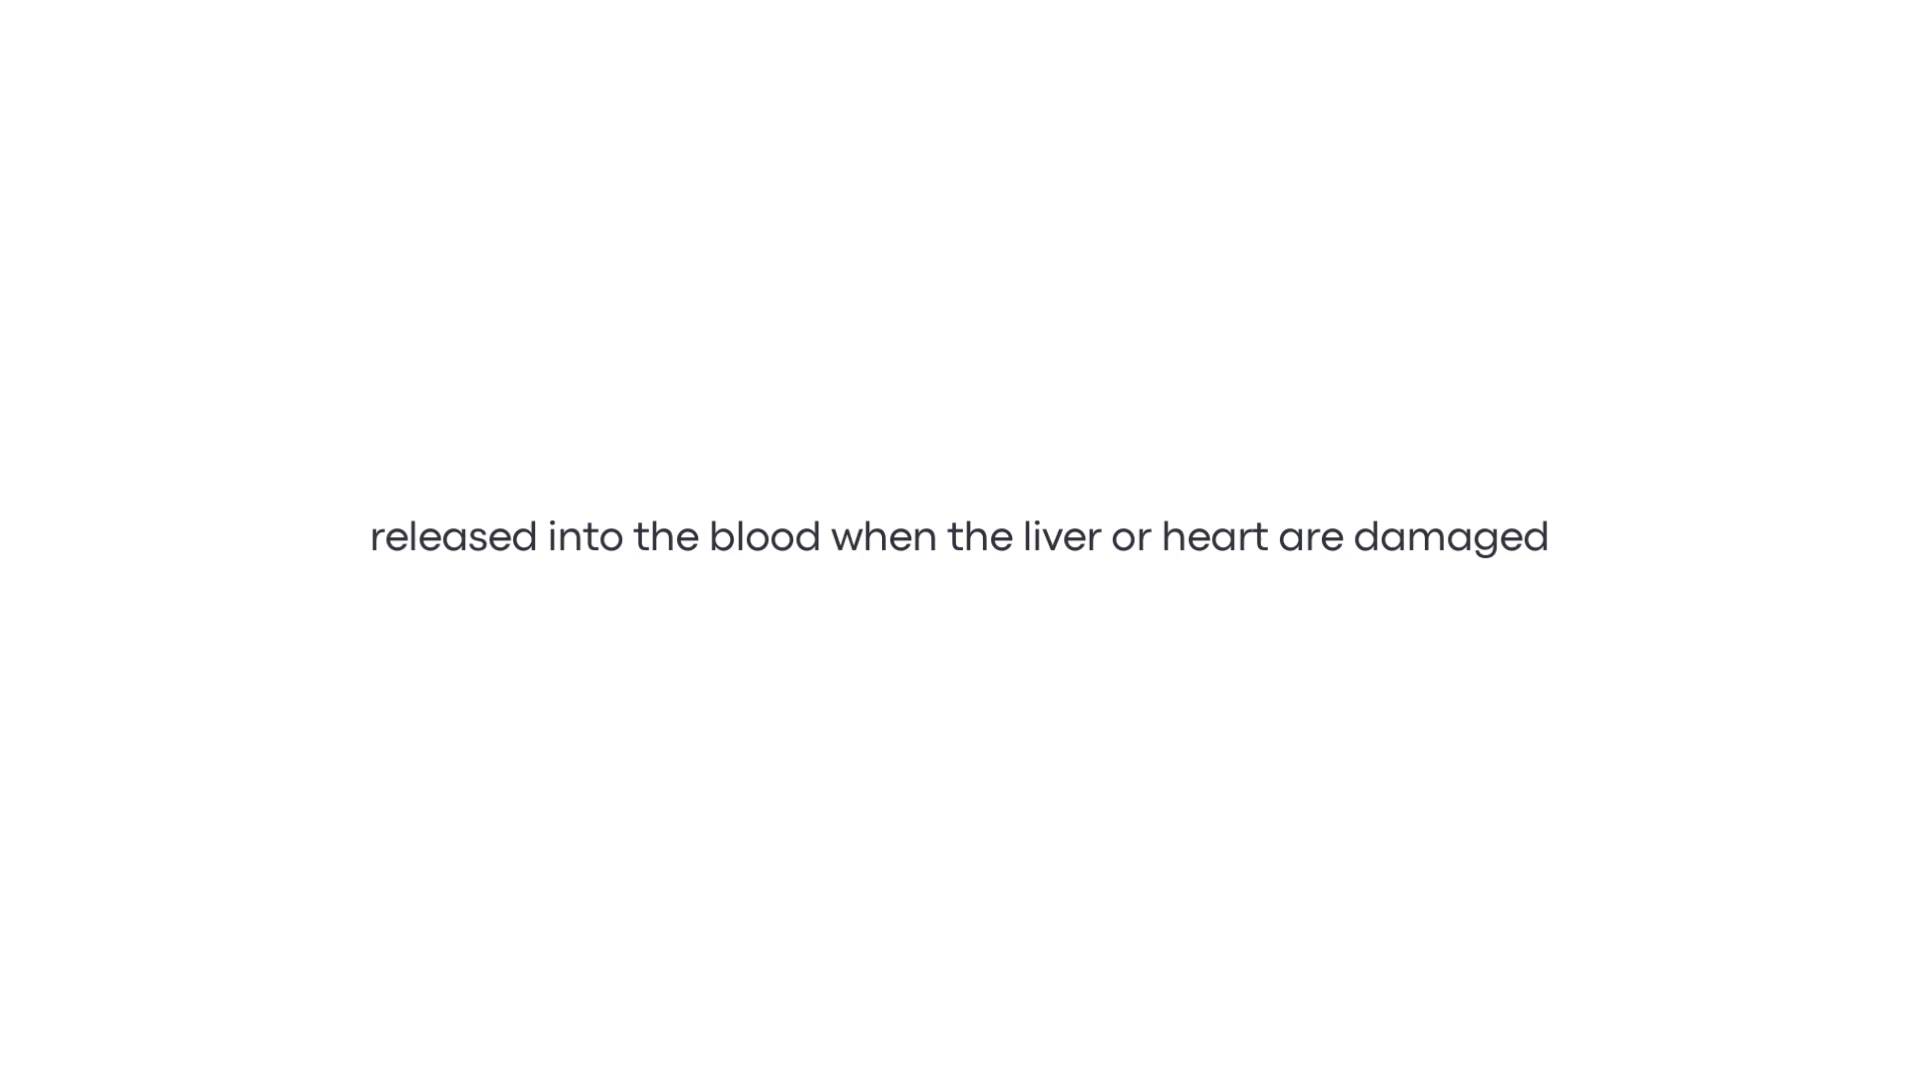 released into the blood when the liver or heart are damaged